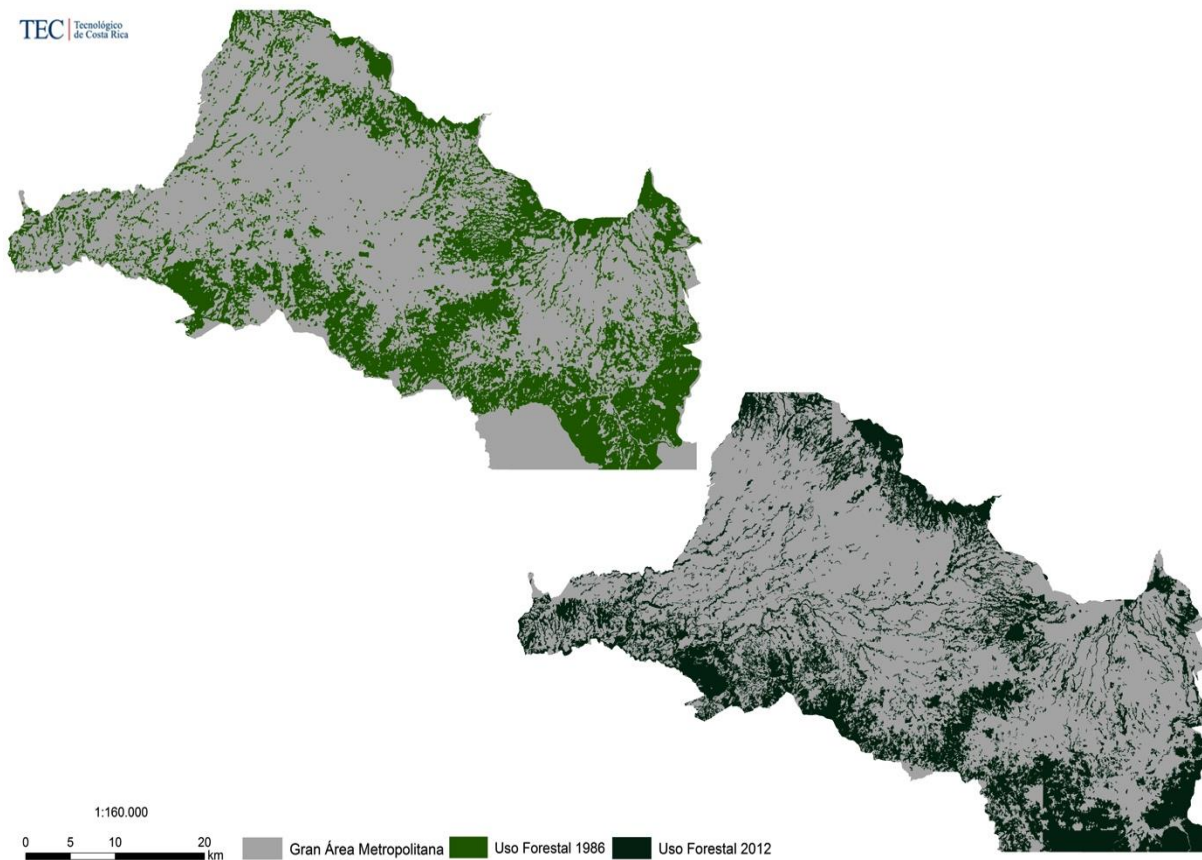 TEC | Tecnológico
de Costa Rica
1:160.000
0 5 10 20
km
Gran Área Metropolitana
Uso Forestal 1986
Uso Forestal 2012